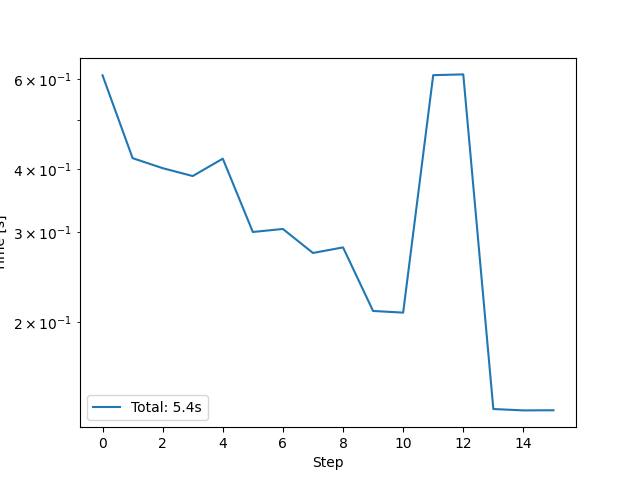 6 × 10⁻¹
4 × 10⁻¹
3 × 10⁻¹
2 × 10⁻¹
[s]
Total: 5.4s
0 2 4 6 8 10 12 14
Step